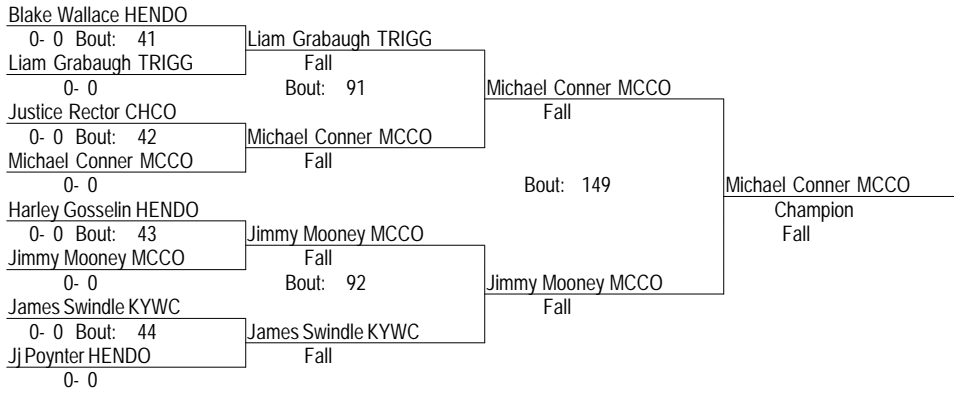 Blake Wallace HENDO
0- 0 Bout: 41 Liam Grabaugh TRIGG
Liam Grabaugh TRIGG Fall
0- 0 Bout: 91 Michael Conner MCCO
Justice Rector CHCO Fall
0- 0 Bout: 42 Michael Conner MCCO
Michael Conner MCCO Fall
0- 0 Bout: 149 Michael Conner MCCO
Harley Gosselin HENDO Champion
0- 0 Bout: 43 Jimmy Mooney MCCO Fall
Jimmy Mooney MCCO Fall
0- 0 Bout: 92 Jimmy Mooney MCCO
James Swindle KYWC Fall
0- 0 Bout: 44 James Swindle KYWC
Jj Poynter HENDO Fall
0- 0